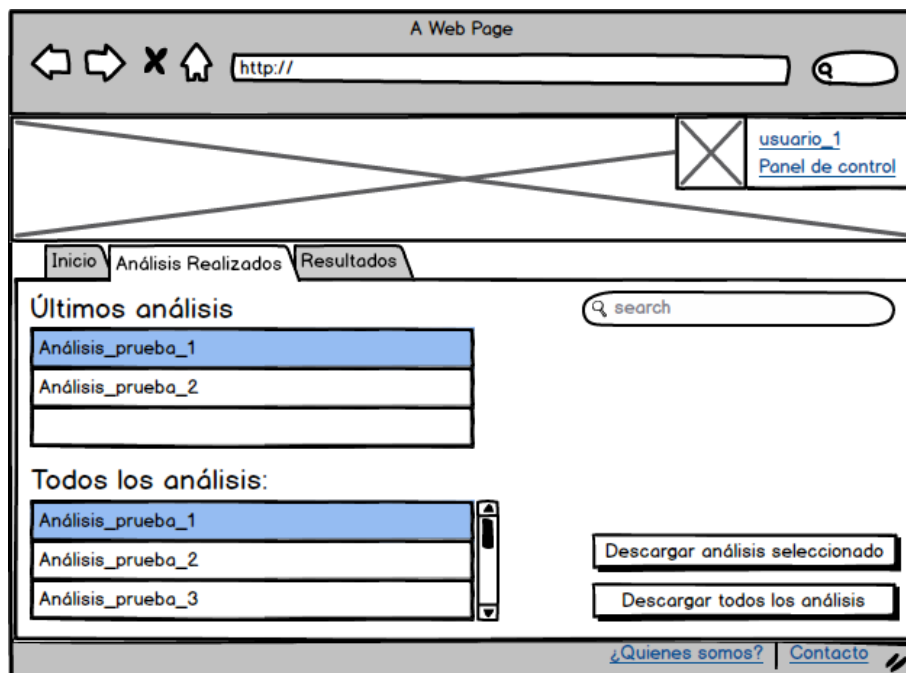 A Web Page
http://
usuario_1
Panel de control
Inicio
Análisis Realizados
Resultados
Últimos análisis
search
Análisis_prueba_1
Análisis_prueba_2
Todos los análisis:
Análisis_prueba_1
Análisis_prueba_2
Análisis_prueba_3
Descargar análisis seleccionado
Descargar todos los análisis
¿Quienes somos?
Contacto